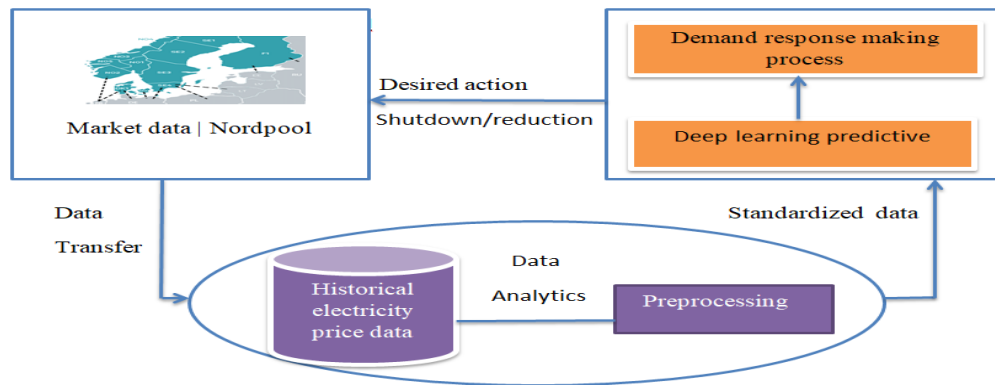 Market data | Nordpool
Desired action
Shutdown/reduction
Demand response making
process
Deep learning predictive
Data
Transfer
Standardized data
Historical
electricity
price data
Data
Analytics
Preprocessing